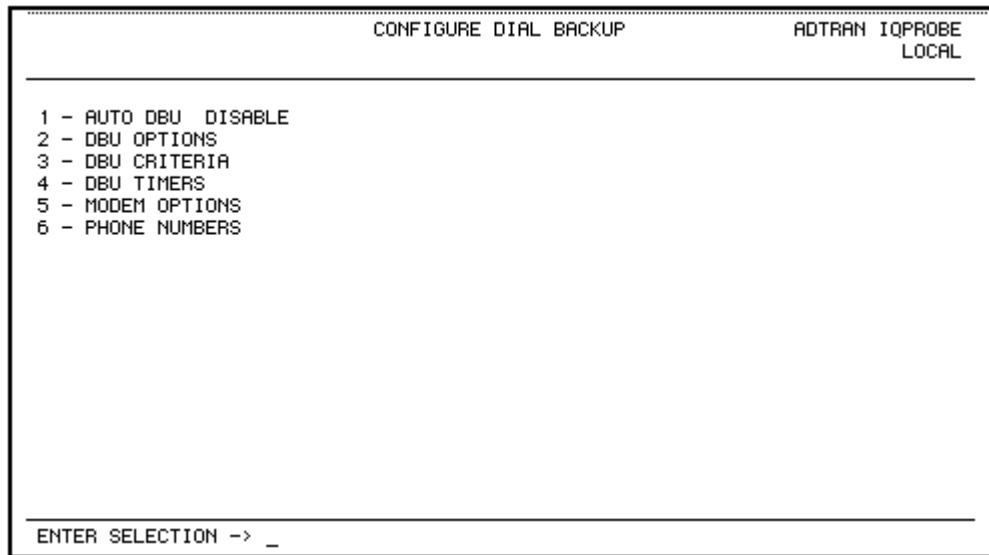 CONFIGURE DIAL BACKUP ADTRAN IQPROBE
LOCAL
1 - AUTO DBU  DISABLE
2 - DBU OPTIONS
3 - DBU CRITERIA
4 - DBU TIMERS
5 - MODEM OPTIONS
6 - PHONE NUMBERS
ENTER SELECTION -> _